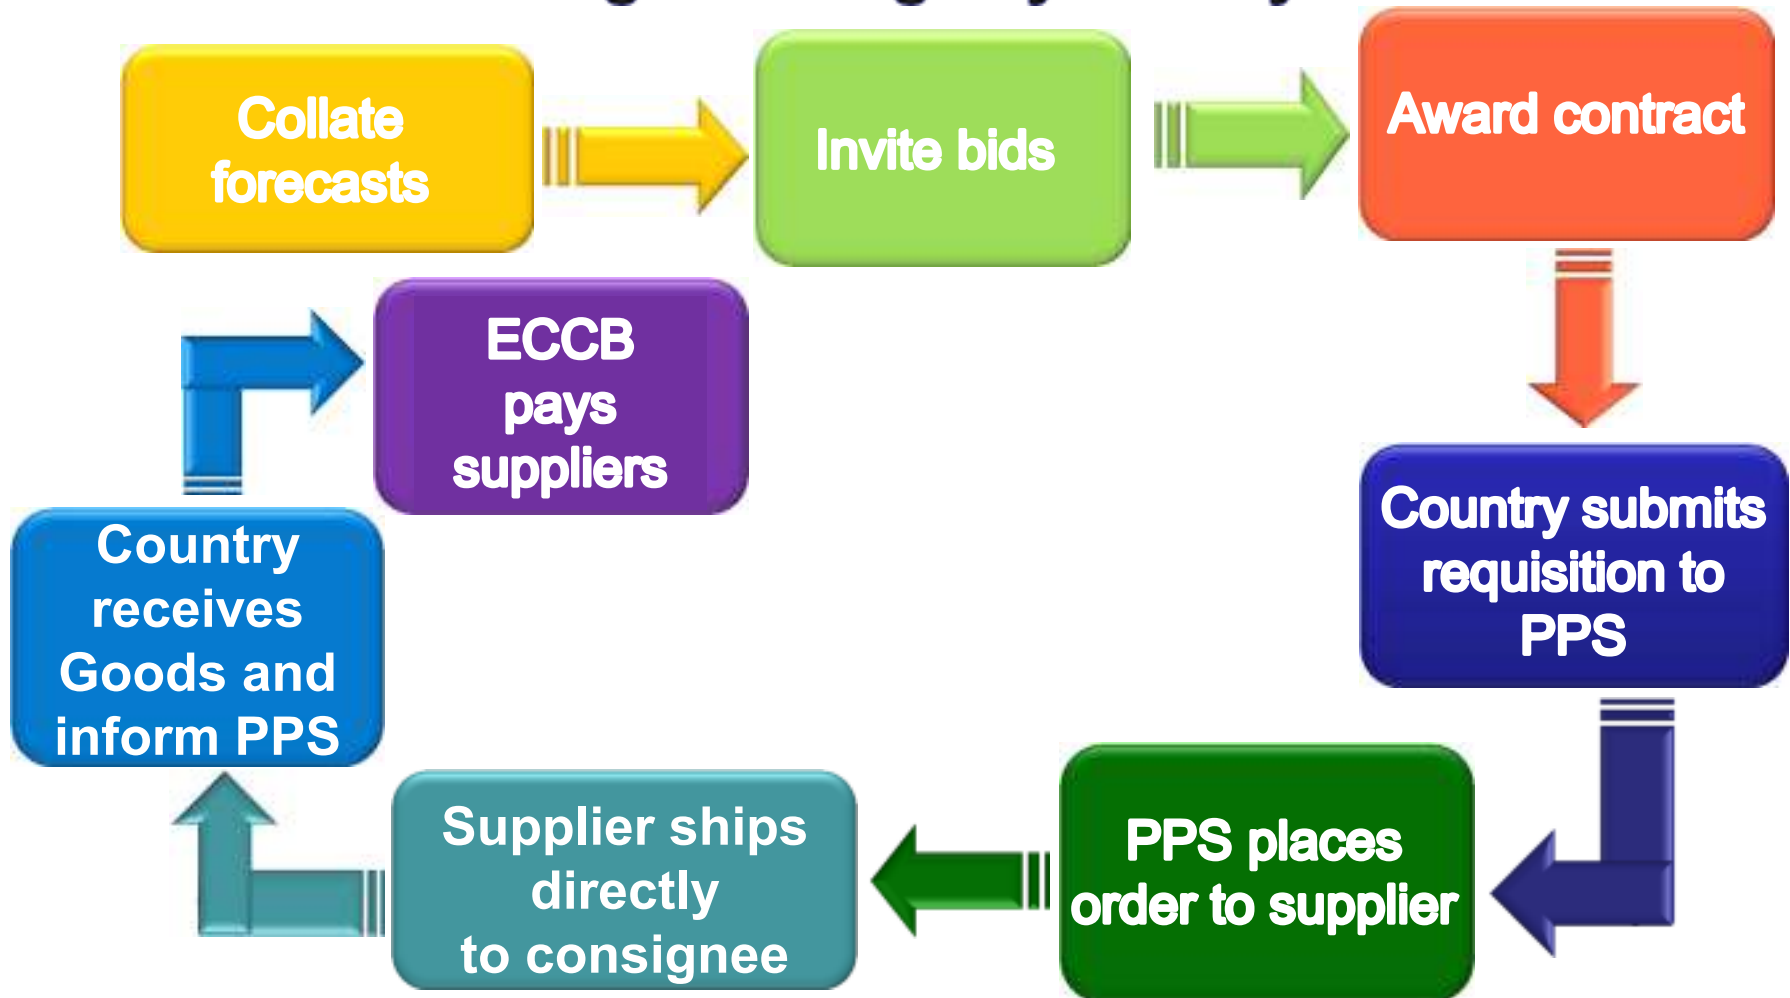 Collate
forecasts
Invite bids
Award contract
Country submits
requisition to
PPS
PPS places
order to supplier
Supplier ships
directly
to consignee
Country
receives
Goods and
inform PPS
ECCB
pays
suppliers